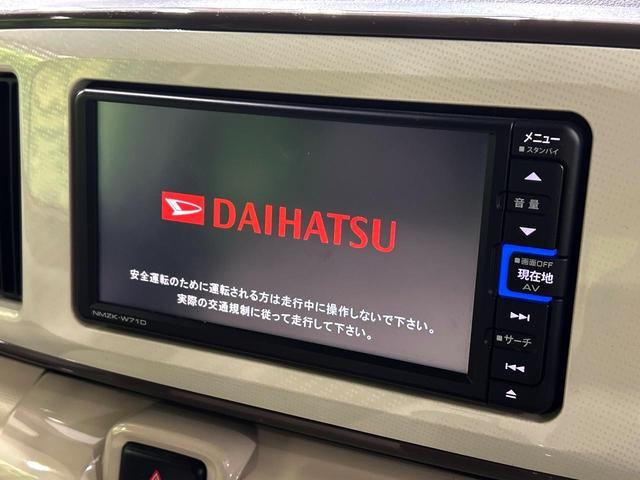 DAIHATSU
安全運転のために運転される方は走行中に操作しないで下さい。
実際の交通規制に従って走行して下さい。
NMZK-W71D
メニュー
■スタンバイ
音量
■画面OFF
現在地
AV
■サーチ